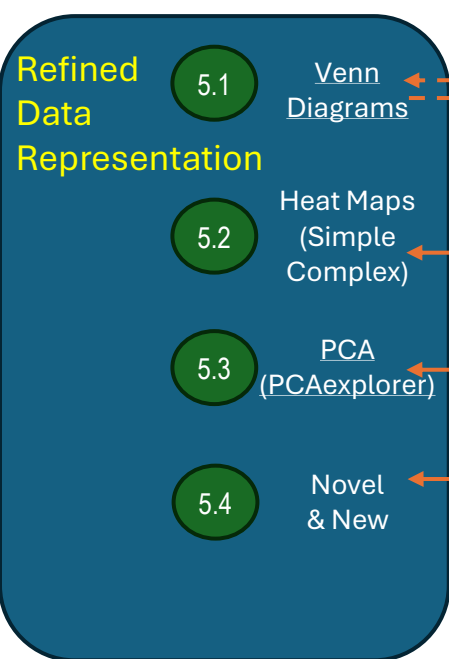 Refined
Data
Representation
5.1
Venn
Diagrams
5.2
Heat Maps
(Simple
Complex)
5.3
PCA
(PCAexplorer)
5.4
Novel
& New